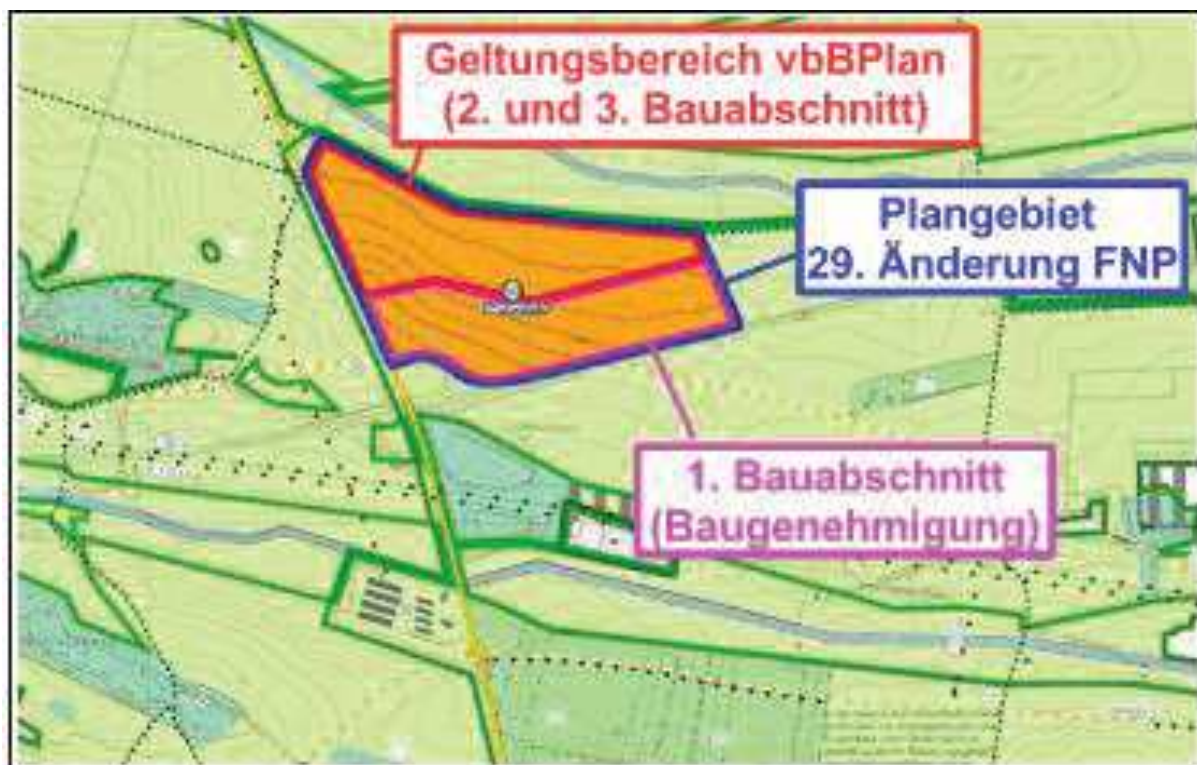 Geltungsbereich vbBPlan
(2. und 3. Bauabschnitt)
Plangebiet
29. Änderung FNP
1. Bauabschnitt
(Baugenehmigung)